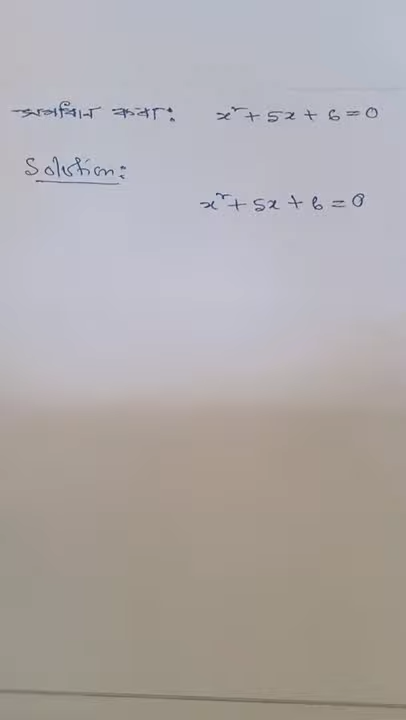 সমাধান করা: x² + 5x + 6 = 0
Solution:
x² + 5x + 6 = 0